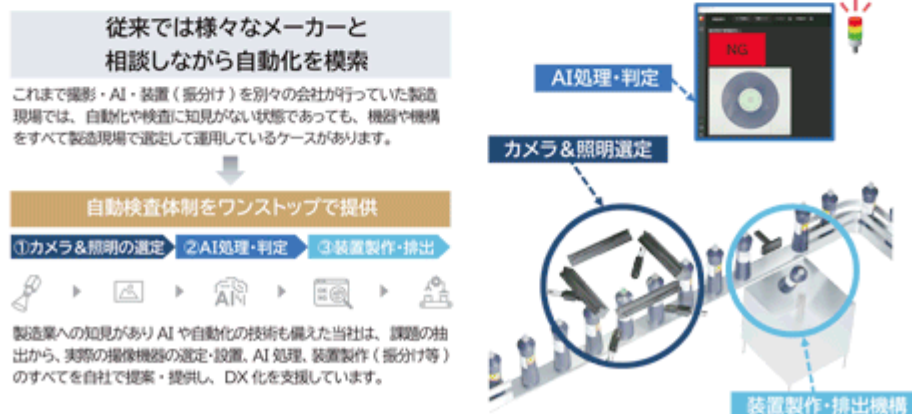 従来では様々なメーカーと
相談しながら自動化を模索
これまで撮影・AI・装置(振分け)を別々の会社が行っていた製造
現場では、自動化や検査に知見がない状態であっても、機器や機構
をすべて製造現場で選定して運用しているケースがあります。
自動検査体制をワンストップで提供
①カメラ&照明の選定
②AI処理・判定
③装置製作・排出
AI
製造業への知見がありAIや自動化の技術も備えた当社は、課題の抽
出から、実際の撮像機器の選定・設置、AI 処理、装置製作(振分け等)
のすべてを自社で提案・提供し、DX 化を支援しています。
NG
AI処理・判定
カメラ&照明選定
装置製作・排出機構